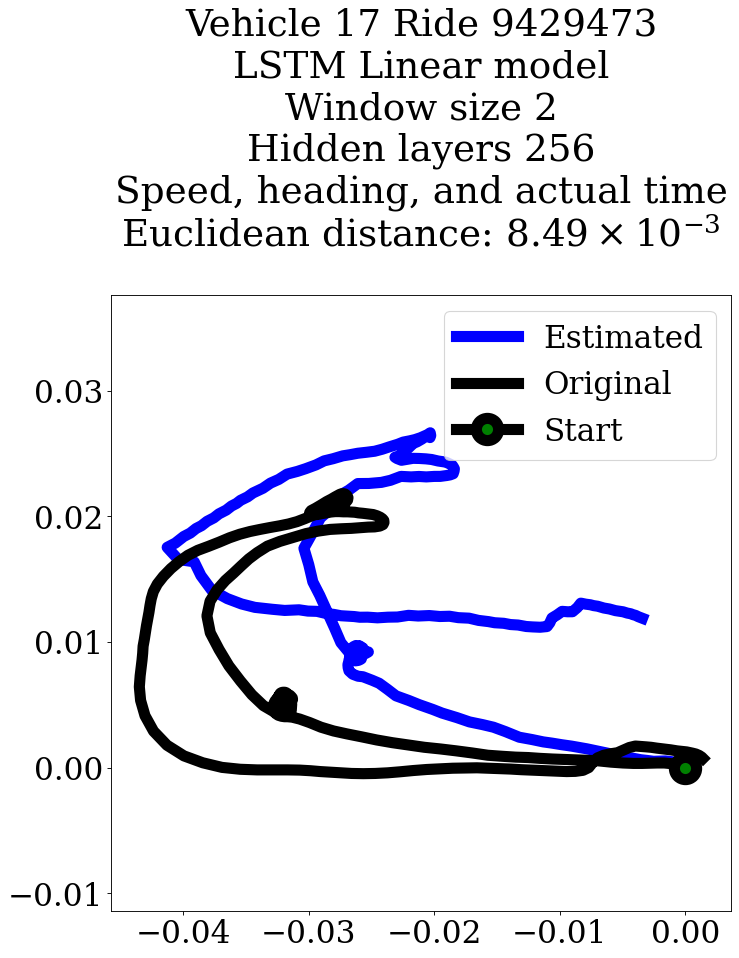 Vehicle 17 Ride 9429473
LSTM Linear model
Window size 2
Hidden layers 256
Speed, heading, and actual time
Euclidean distance: 8.49 × 10⁻³
Estimated
Original
Start
0.03
0.02
0.01
0.00
−0.01
−0.04 −0.03 −0.02 −0.01 0.00